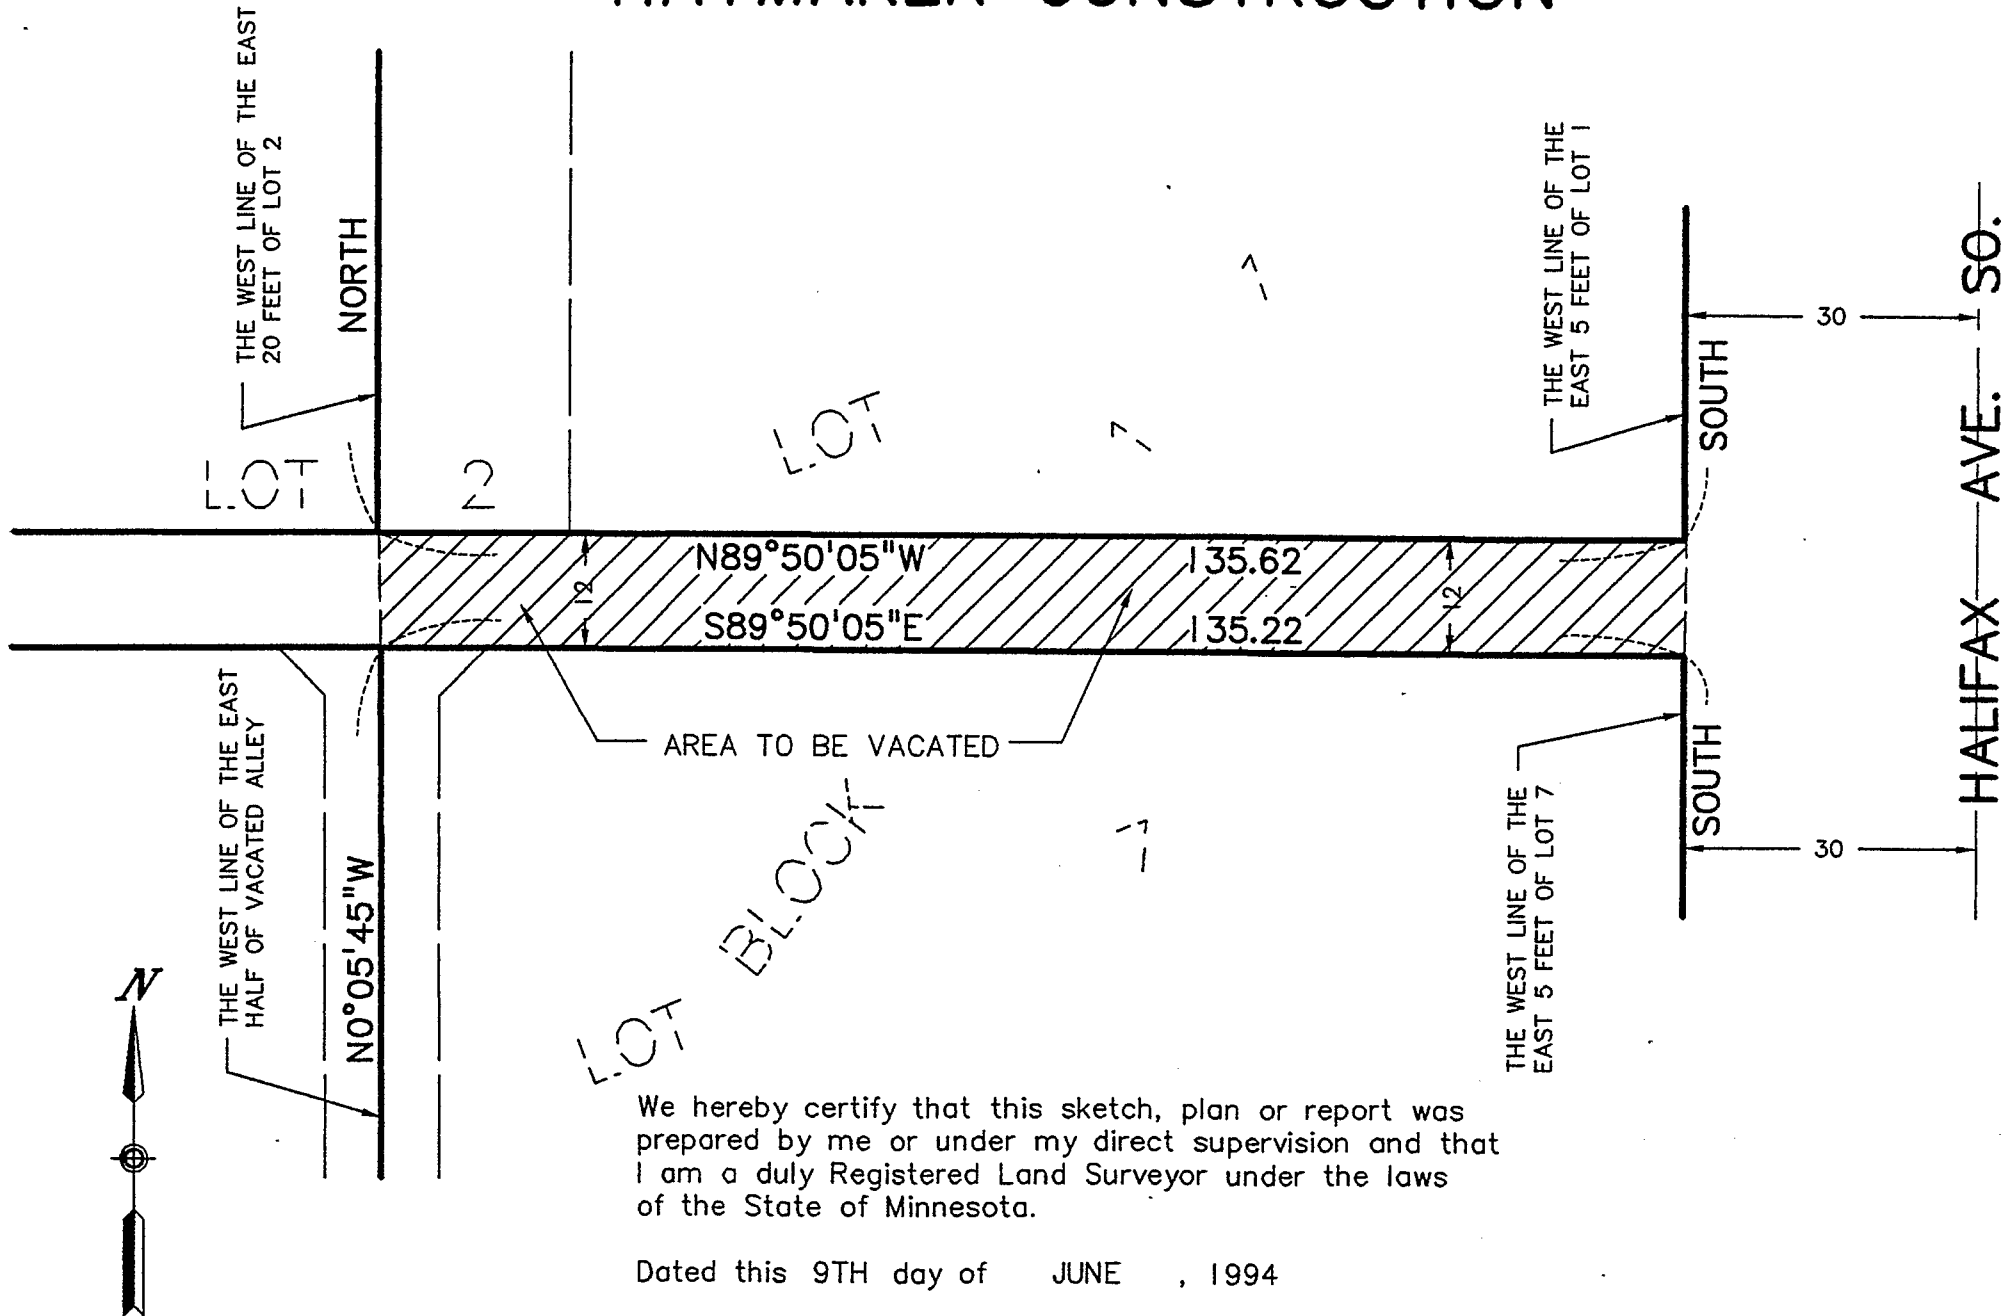 THE WEST LINE OF THE EAST
20 FEET OF LOT 2
NORTH
THE WEST LINE OF THE
EAST 5 FEET OF LOT 1
30
SOUTH
HALIFAX AVE. SO.
LOT 2
LOT
1
N89°50'05"W 135.62
12
12
S89°50'05"E 135.22
AREA TO BE VACATED
THE WEST LINE OF THE EAST
HALF OF VACATED ALLEY
N0°05'45"W
BLOCK
7
LOT
THE WEST LINE OF THE
EAST 5 FEET OF LOT 7
SOUTH
30
N
We hereby certify that this sketch, plan or report was
prepared by me or under my direct supervision and that
I am a duly Registered Land Surveyor under the laws
of the State of Minnesota.
Dated this 9TH day of JUNE , 1994